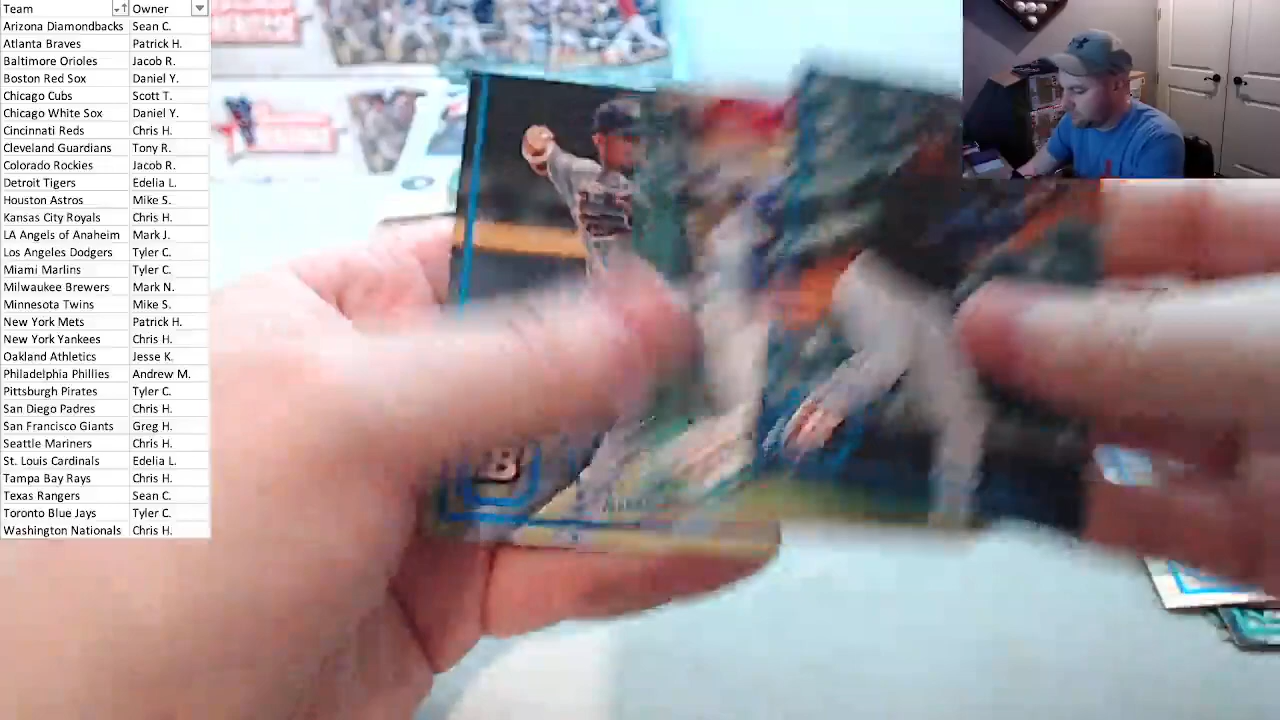 Team Owner
Arizona Diamondbacks Sean C.
Atlanta Braves Patrick H.
Baltimore Orioles Jacob R.
Boston Red Sox Daniel Y.
Chicago Cubs Scott T.
Chicago White Sox Daniel Y.
Cincinnati Reds Chris H.
Cleveland Guardians Tony R.
Colorado Rockies Jacob R.
Detroit Tigers Edelia L.
Houston Astros Mike S.
Kansas City Royals Chris H.
LA Angels of Anaheim Mark J.
Los Angeles Dodgers Tyler C.
Miami Marlins Tyler C.
Milwaukee Brewers Mark N.
Minnesota Twins Mike S.
New York Mets Patrick H.
New York Yankees Chris H.
Oakland Athletics Jesse K.
Philadelphia Phillies Andrew M.
Pittsburgh Pirates Tyler C.
San Diego Padres Chris H.
San Francisco Giants Greg H.
Seattle Mariners Chris H.
St. Louis Cardinals Edelia L.
Tampa Bay Rays Chris H.
Texas Rangers Sean C.
Toronto Blue Jays Tyler C.
Washington Nationals Chris H.
B